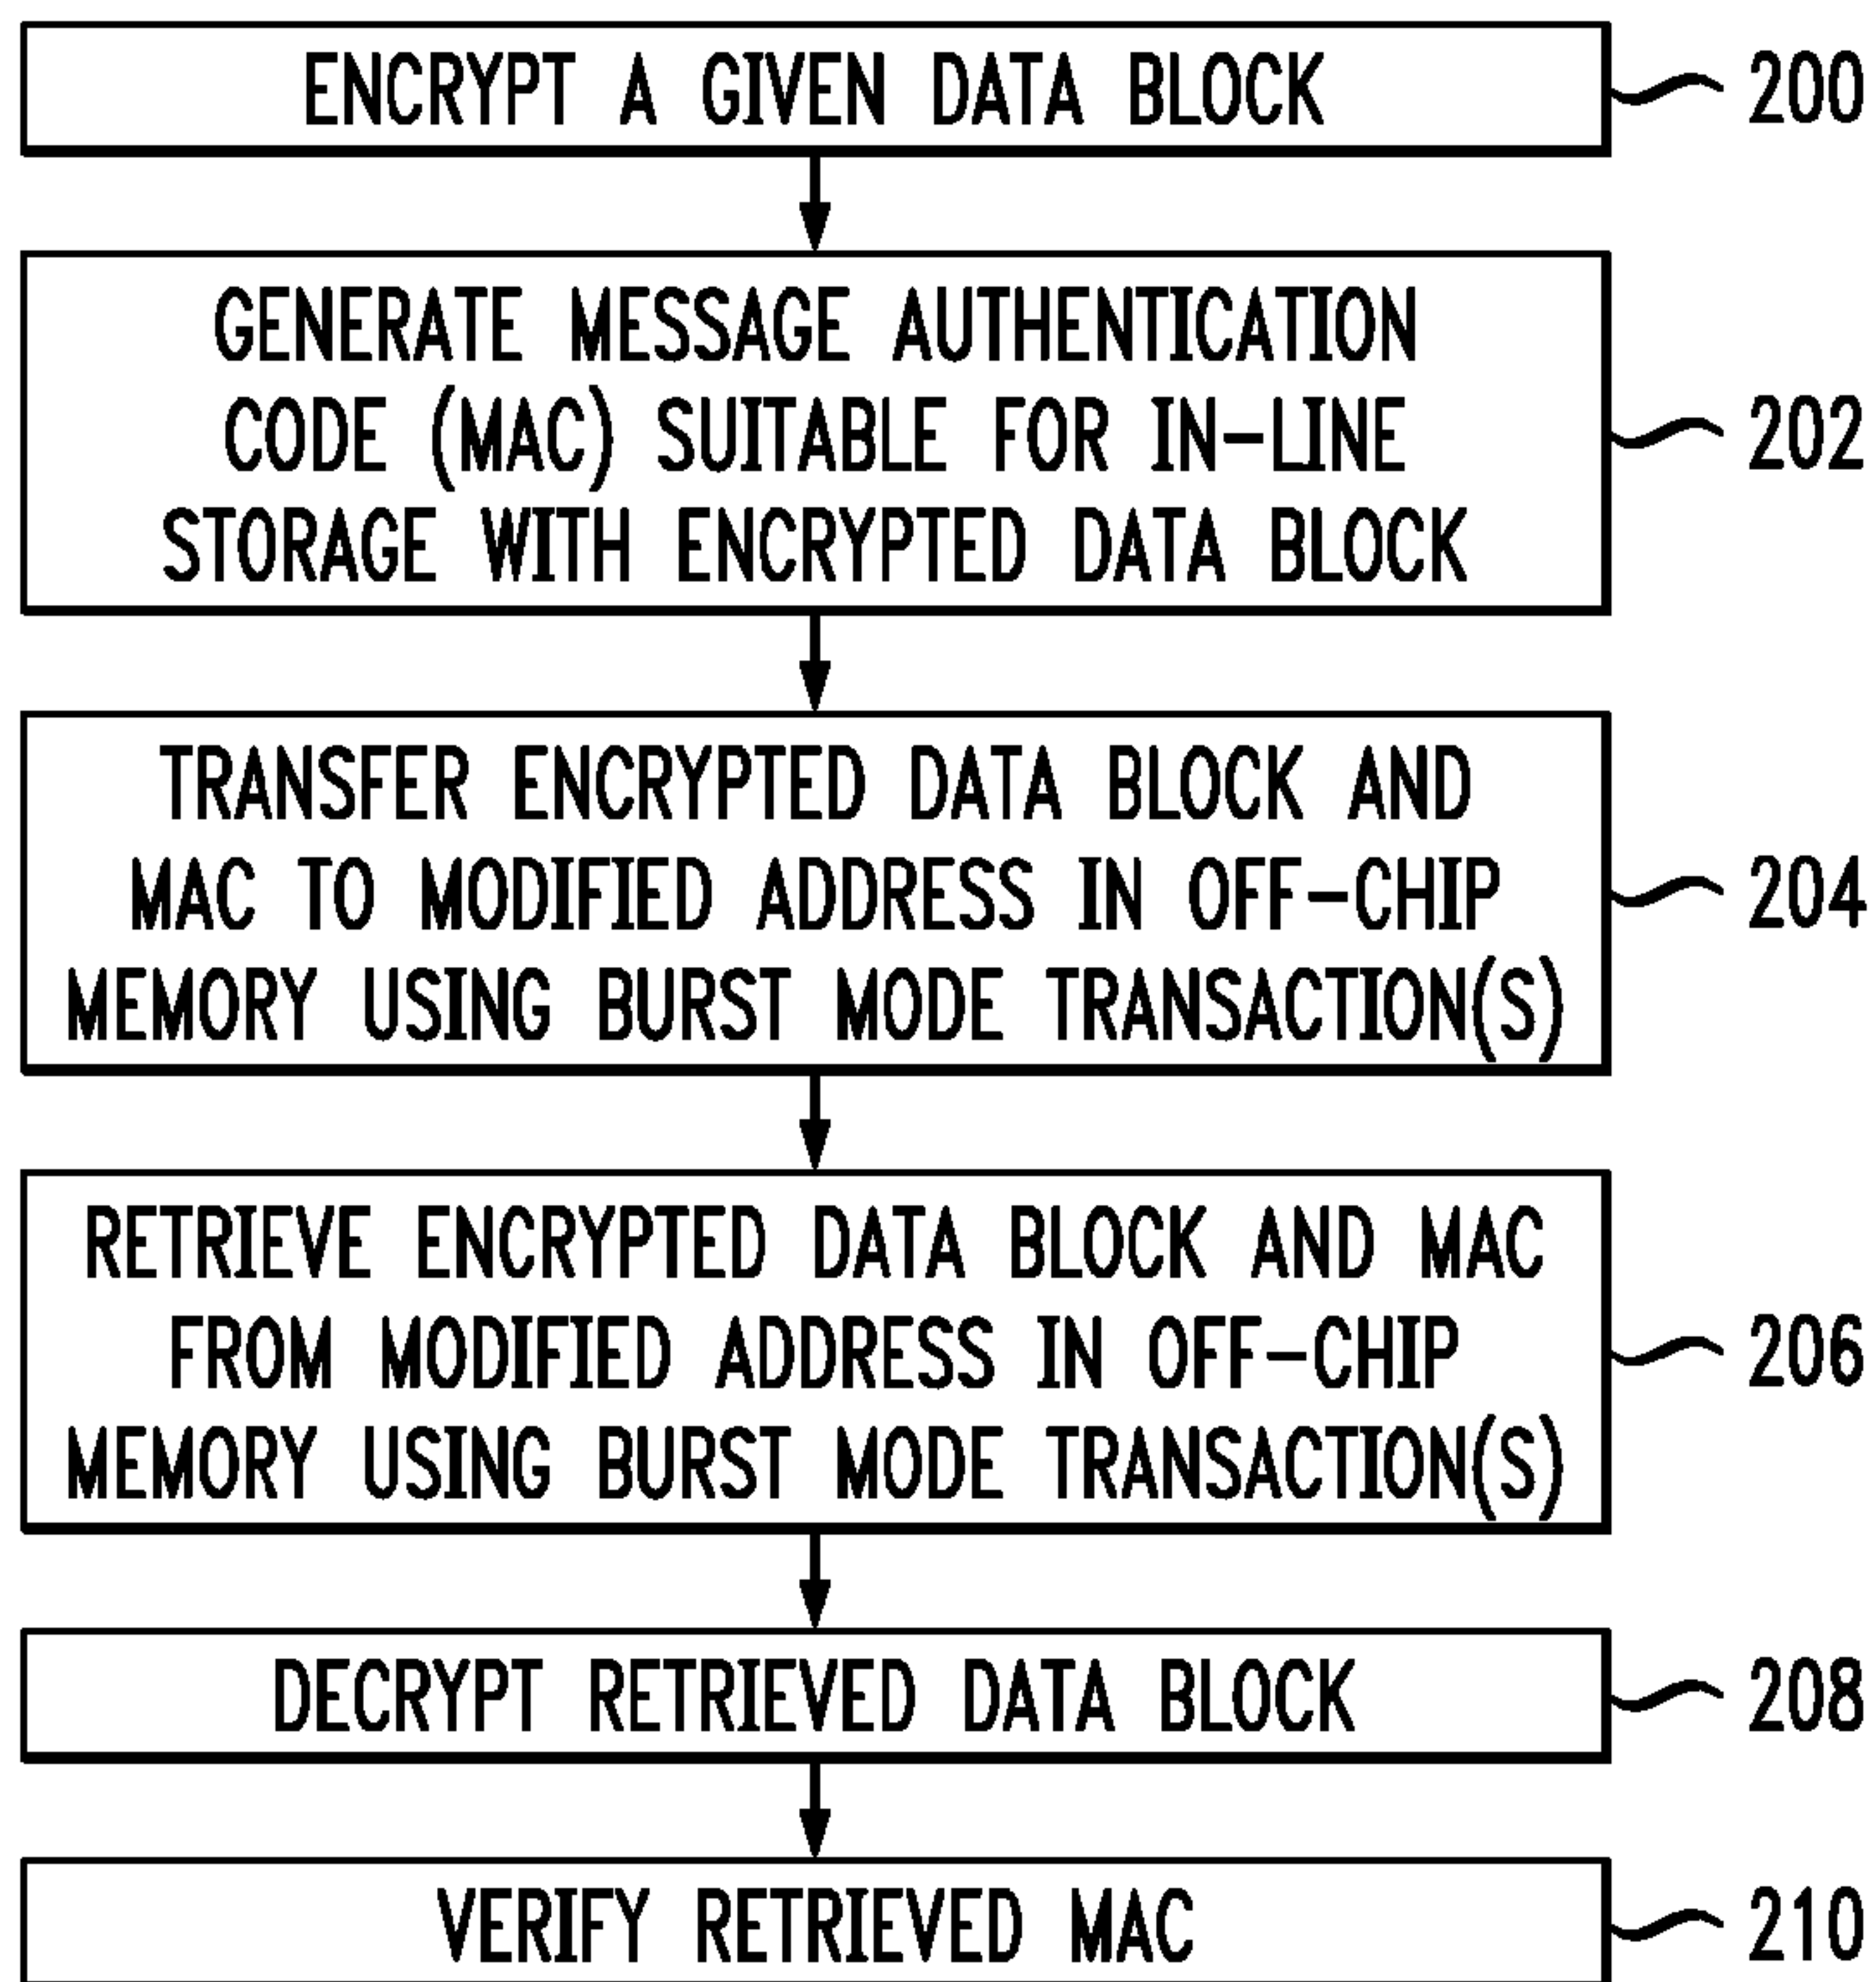 ENCRYPT A GIVEN DATA BLOCK
200
GENERATE MESSAGE AUTHENTICATION
CODE (MAC) SUITABLE FOR IN-LINE
STORAGE WITH ENCRYPTED DATA BLOCK
202
TRANSFER ENCRYPTED DATA BLOCK AND
MAC TO MODIFIED ADDRESS IN OFF-CHIP
MEMORY USING BURST MODE TRANSACTION(S)
204
RETRIEVE ENCRYPTED DATA BLOCK AND MAC
FROM MODIFIED ADDRESS IN OFF-CHIP
MEMORY USING BURST MODE TRANSACTION(S)
206
DECRYPT RETRIEVED DATA BLOCK
208
VERIFY RETRIEVED MAC
210